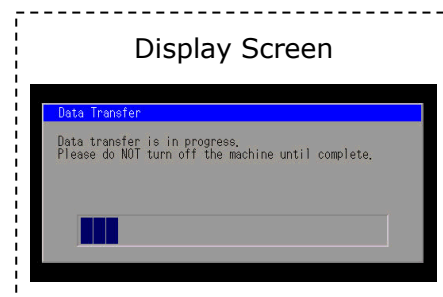 Display Screen
Data Transfer
Data transfer is in progress.
Please do NOT turn off the machine until complete.